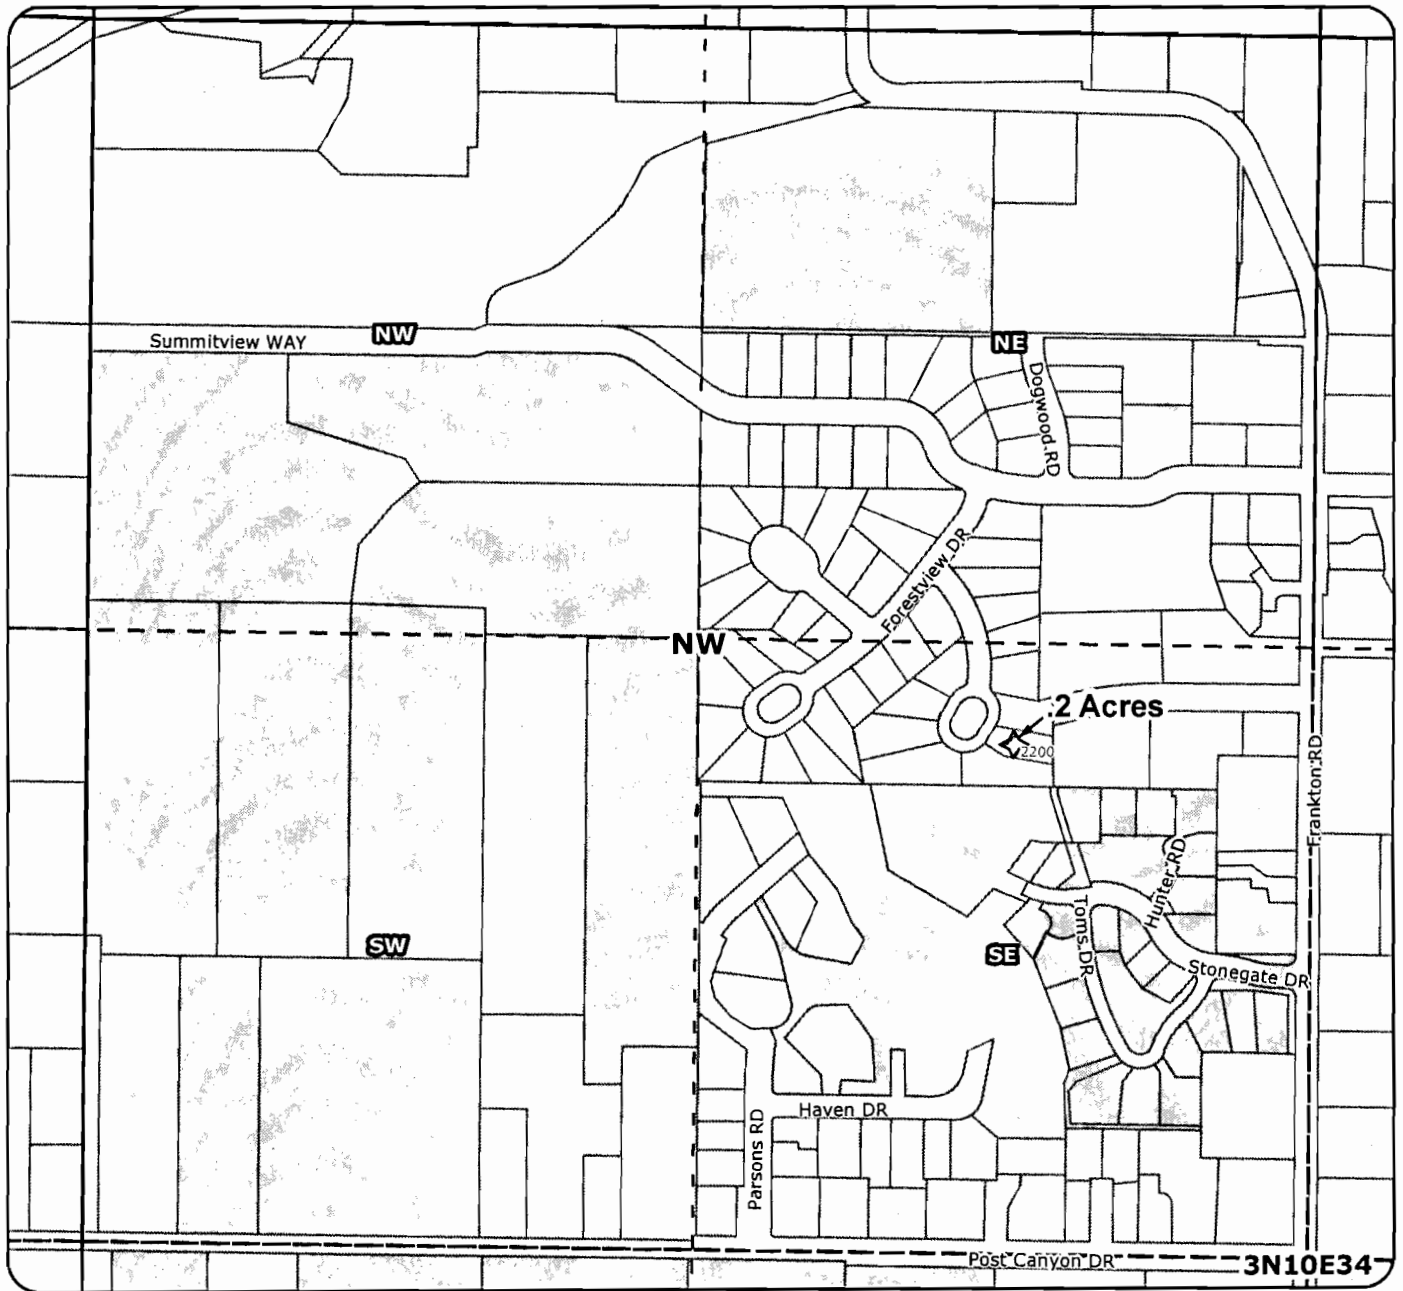 Summitview WAY
NW
NE
Dogwood RD
Forestview DR
NW
.2 Acres
2200
Frankton RD
Hunter RD
Toms DR
SW
SE
Stonegate DR
Haven DR
Parsons RD
Post Canyon DR
3N10E34